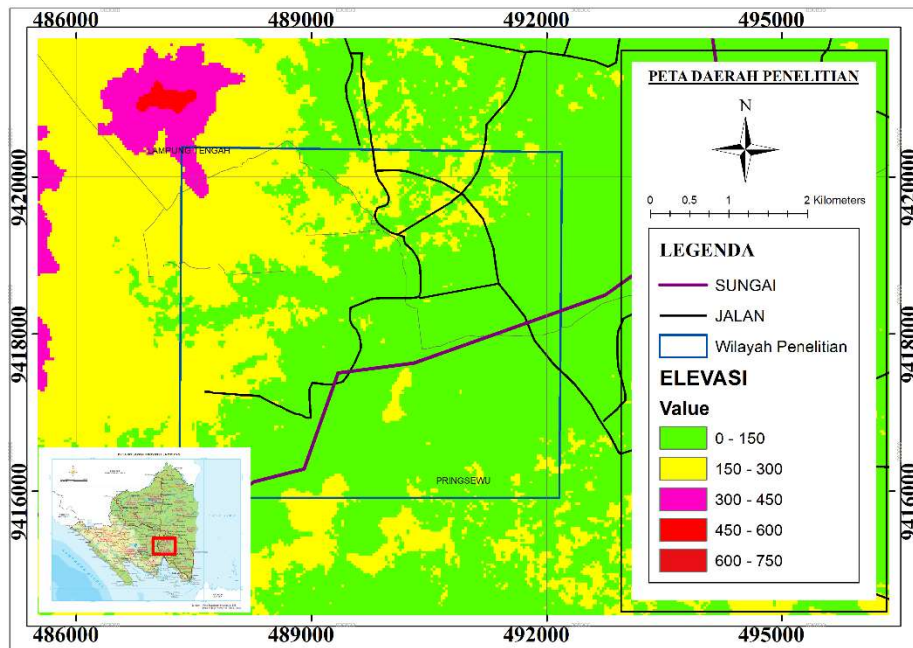 486000 489000 492000 495000
PETA DAERAH PENELITIAN
N
0 0.5 1 2 Kilometers
LEGENDA
SUNGAI
JALAN
Wilayah Penelitian
ELEVASI
Value
0 - 150
150 - 300
300 - 450
450 - 600
600 - 750
LAMPUNG TENGAH
PRINGSEWU
9420000
9418000
9416000
9420000
9418000
9416000
486000 489000 492000 495000